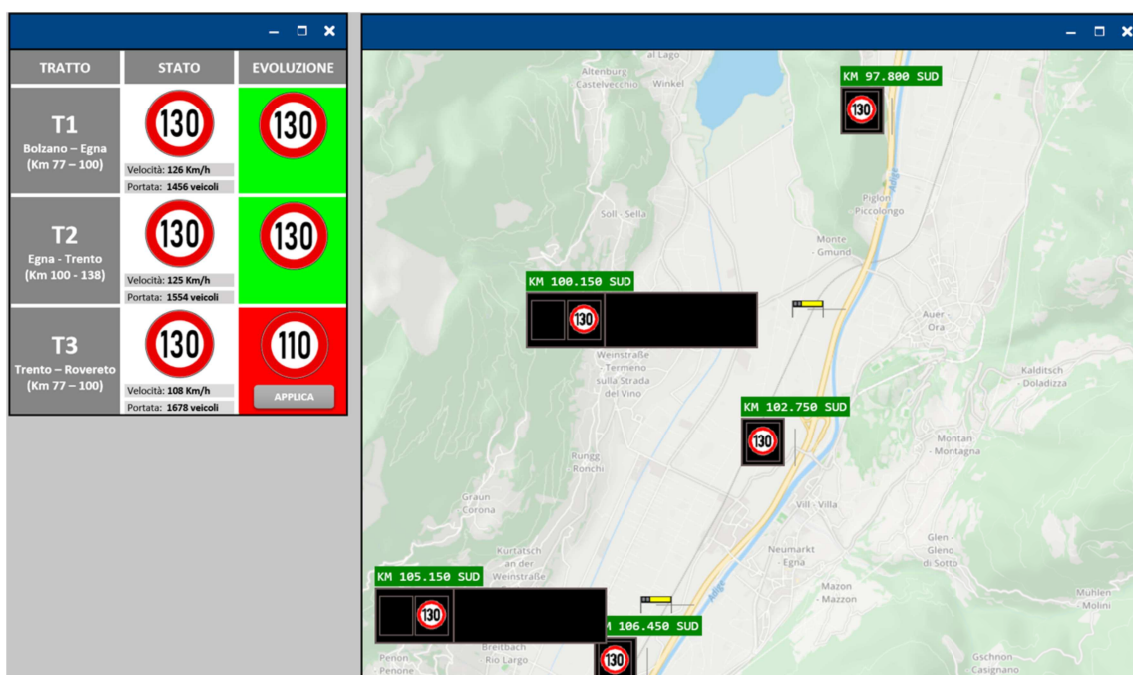 TRATTO
STATO
EVOLUZIONE
T1
Bolzano – Egna
(Km 77 – 100)
130
Velocità: 126 Km/h
Portata: 1456 veicoli
130
T2
Egna - Trento
(Km 100 - 138)
130
Velocità: 125 Km/h
Portata: 1554 veicoli
130
T3
Trento – Rovereto
(Km 77 – 100)
130
Velocità: 108 Km/h
Portata: 1678 veicoli
110
APPLICA
al Lago
Altenburg
Castelvecchio
Winkel
KM 97.800 SUD
130
Adige
Piglon
Piccolongo
Soll - Sella
Monte
- Gmund
KM 100.150 SUD
130
Auer
Ora
Weinstraße
- Termeno
sulla Strada
del Vino
Kalditsch
Doladizza
KM 102.750 SUD
130
Montan
- Montagna
Rungg
Ronchi
Vill - Villa
Graun
- Corona
Glen -
Gleno
di Sotto
Kurtatsch
an der
Weinstraße
Neumarkt
- Egna
KM 105.150 SUD
130
Adige
Mazon
- Mazzon
Muhlen
- Molini
M 106.450 SUD
130
Breitbach
Rio Largo
Penon
- Penone
Gschnon
Casignano